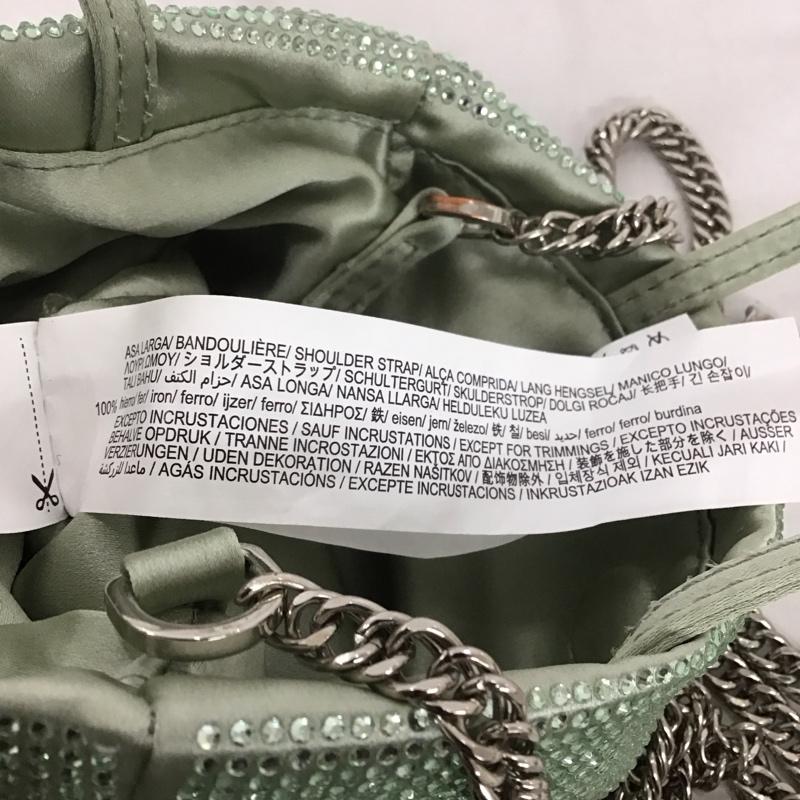 ASA LARGA/ BANDOULIÈRE/ SHOULDER STRAP/ ALÇA COMPRIDA/ LANG HENGSEL/ MANICO LUNGO/
ΛΟΥΡΙ ΩΜΟΥ/ ショルダーストラップ/ SCHULTERGURT/ SKULDERSTROP/ DOLGI ROČAJ/ 长把手/ 긴 손잡이/
TALI BAHU/ حزام الكتف/ ASA LONGĂ/ NANSA LLARGA/ HELDULEKU LUZEA
100% hierro/ fer/ iron/ ferro/ ijzer/ ferro/ ΣΙΔΗΡΟΣ/ 鉄/ eisen/ jern/ železo/ 铁/ 철/ besi/ حديد/ ferro/ ferro/ burdina
EXCEPTO INCRUSTACIONES / SAUF INCRUSTATIONS / EXCEPT FOR TRIMMINGS / EXCEPTO INCRUSTAÇÕES
BEHALVE OPDRUK / TRANNE INCROSTAZIONI / ΕΚΤΟΣ ΑΠΟ ΔΙΑΚΟΣΜΗΣΗ / 装飾を施した部分を除く / AUSSER
VERZIERUNGEN / UDEN DEKORATION / RAZEN NAŠITKOV / 配饰物除外 / 입체장식 제외 / KECUALI JARI KAKI /
ماعدا للزركشة / AGÁS INCRUSTACIÓNS / EXCEPTE INCRUSTACIONS / INKRUSTAZIOAK IZAN EZIK